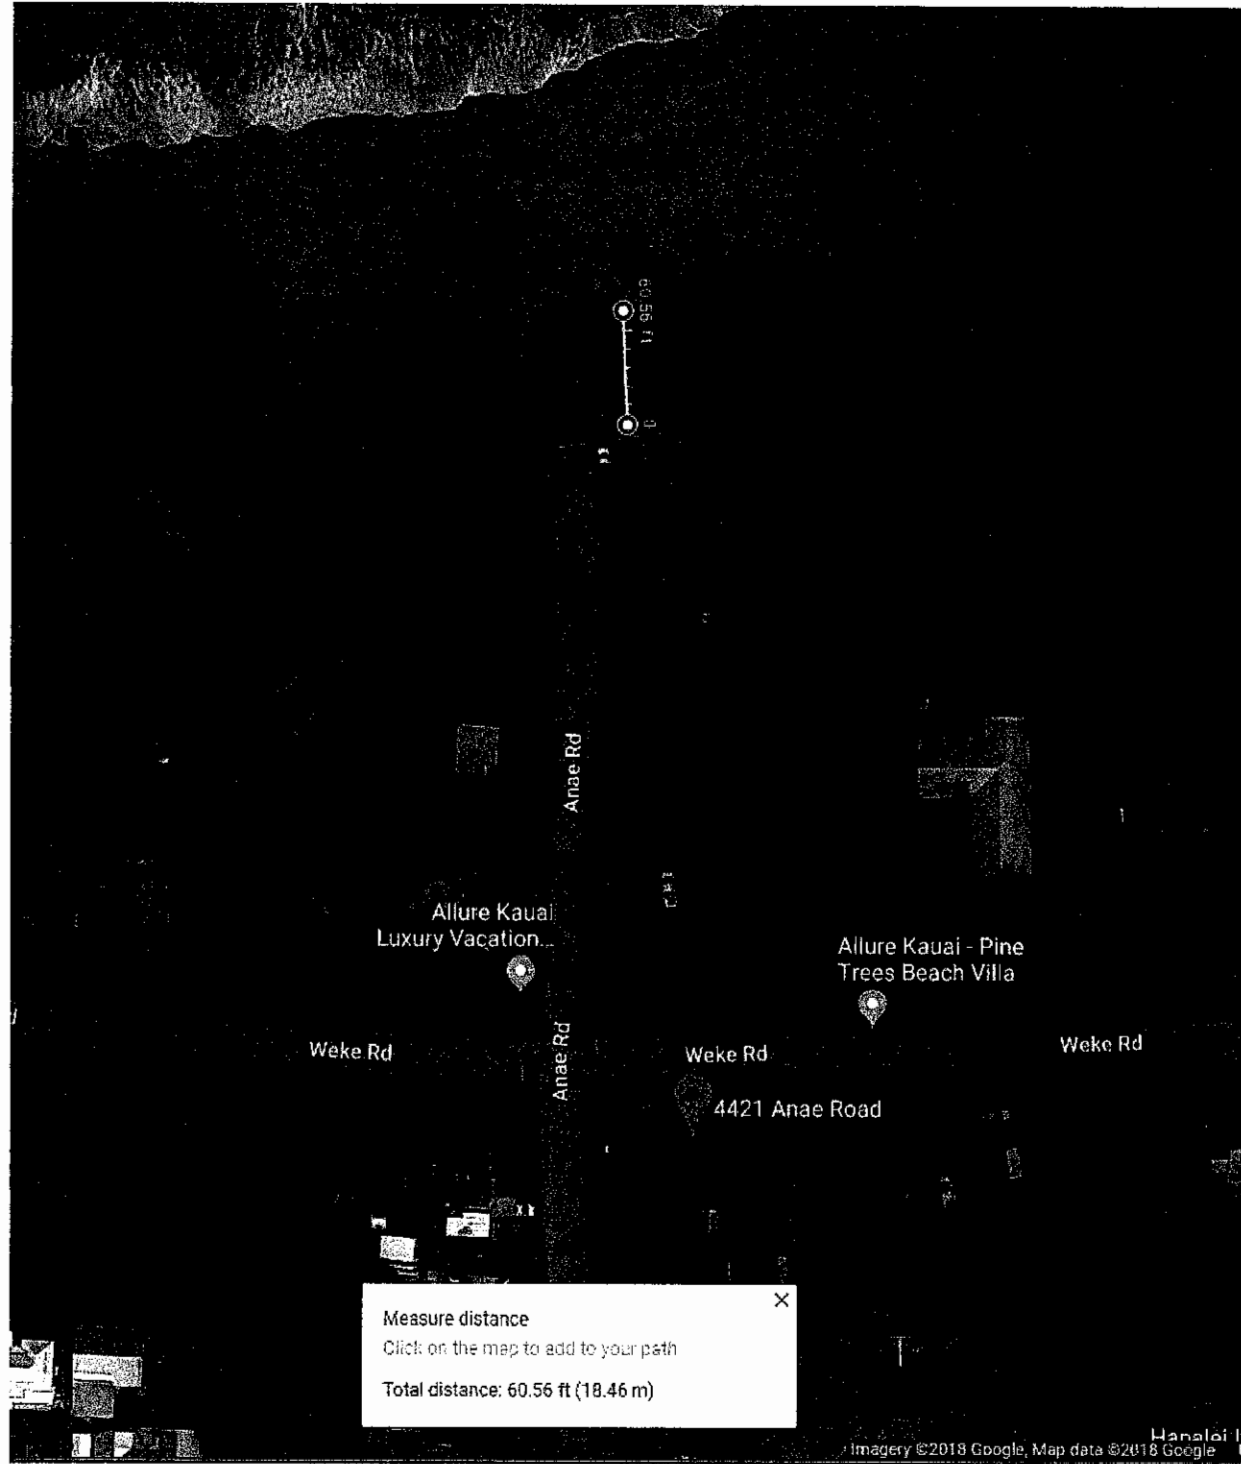 60.56 ft
0
Anae Rd
Allure Kauai
Luxury Vacation...
Allure Kauai - Pine
Trees Beach Villa
Weke Rd
Anae Rd
Weke Rd
Weke Rd
4421 Anae Road
Measure distance
Click on the map to add to your path
Total distance: 60.56 ft (18.46 m)
Hanalei
Imagery ©2018 Google, Map data ©2018 Google